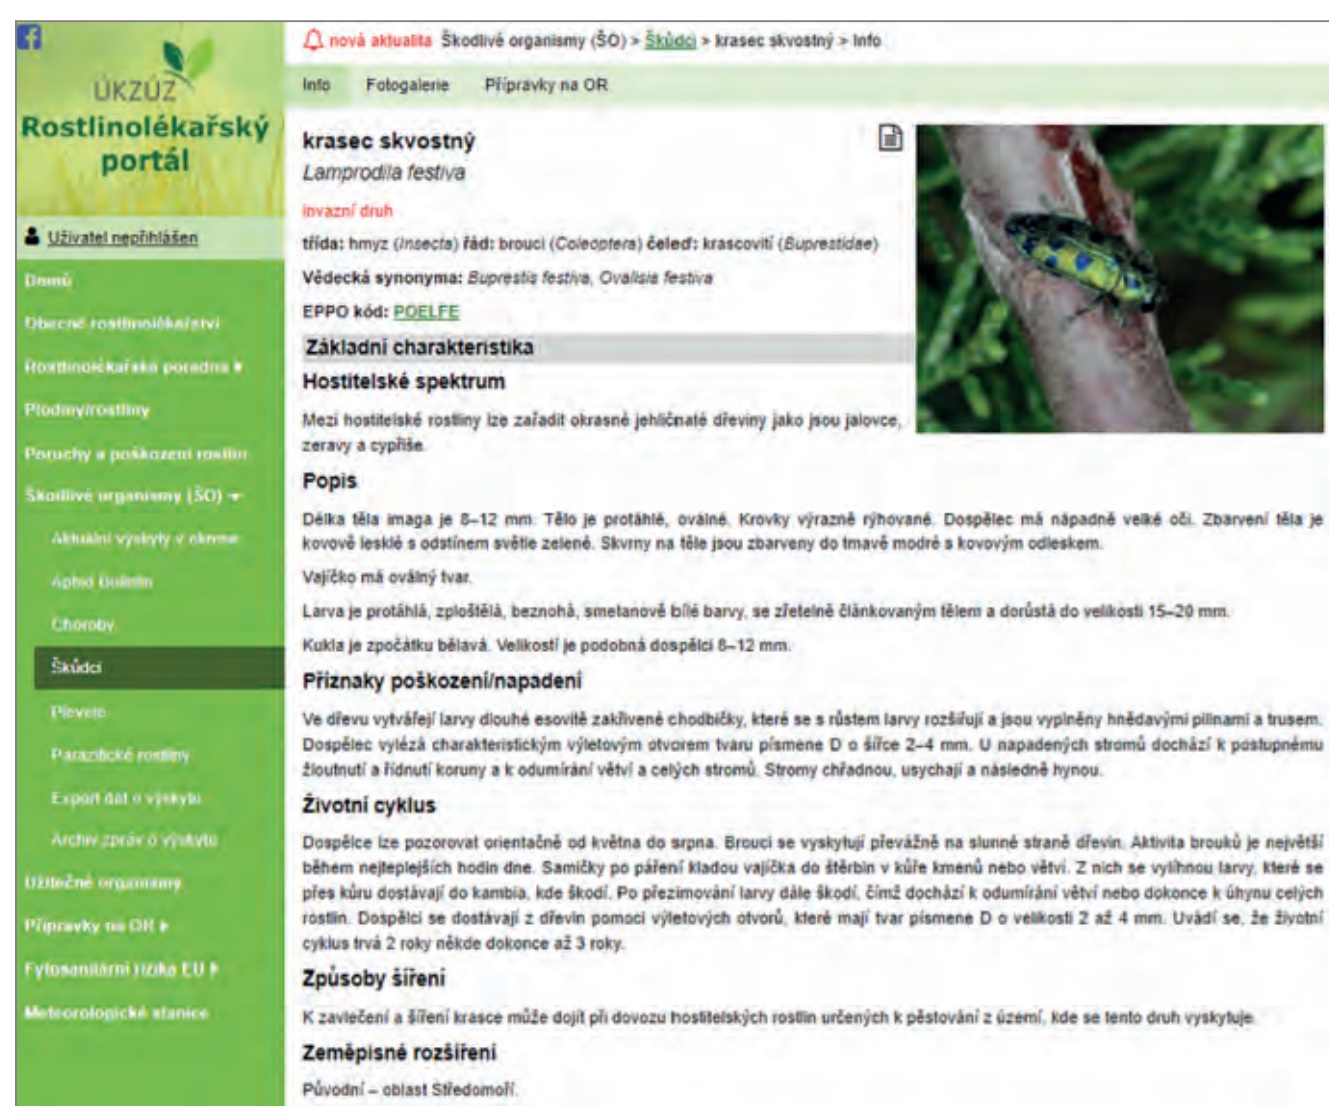 nová aktualita Škodlivé organismy (ŠO) > Škůdci > krasec skvostný > Info
ÚKZÚZ
Rostlinolékařský
portál
Uživatel nepřihlášen
Domů
Obecné rostlinolékařství
Rostlinolékařská poradna
Plodiny/rostliny
Poruchy a poškození rostlin
Škodlivé organismy (ŠO)
Aktuální výskyty v okrese
Aphid Bulletin
Choroby
Škůdci
Plevele
Parazitické rostliny
Export dat o výskytu
Archiv zpráv o výskytu
Užitečné organismy
Přípravky na OR
Fytosanitární rizika EU
Meteorologické stanice
Info Fotogalerie Přípravky na OR
krasec skvostný
Lamprodila festiva
invazní druh
třída: hmyz (Insecta) řád: brouci (Coleoptera) čeleď: krascovití (Buprestidae)
Vědecká synonyma: Buprestis festiva, Ovalisia festiva
EPPO kód: POELFE
Základní charakteristika
Hostitelské spektrum
Mezi hostitelské rostliny lze zařadit okrasné jehličnaté dřeviny jako jsou jalovce,
zeravy a cypřiše.
Popis
Délka těla imaga je 8–12 mm. Tělo je protáhlé, oválné. Krovky výrazně rýhované. Dospělec má nápadně velké oči. Zbarvení těla je
kovově lesklé s odstínem světle zelené. Skvrny na těle jsou zbarveny do tmavě modré s kovovým odleskem.
Vajíčko má oválný tvar.
Larva je protáhlá, zploštělá, beznohá, smetanově bílé barvy, se zřetelně článkovaným tělem a dorůstá do velikosti 15–20 mm.
Kukla je zpočátku bělavá. Velikostí je podobná dospělci 8–12 mm.
Příznaky poškození/napadení
Ve dřevu vytvářejí larvy dlouhé esovitě zakřivené chodbičky, které se s růstem larvy rozšiřují a jsou vyplněny hnědavými pilinami a trusem.
Dospělec vylézá charakteristickým výletovým otvorem tvaru písmene D o šířce 2–4 mm. U napadených stromů dochází k postupnému
žloutnutí a řídnutí koruny a k odumírání větví a celých stromů. Stromy chřadnou, usychají a následně hynou.
Životní cyklus
Dospělce lze pozorovat orientačně od května do srpna. Brouci se vyskytují převážně na slunné straně dřevin. Aktivita brouků je největší
během nejteplejších hodin dne. Samičky po páření kladou vajíčka do štěrbin v kůře kmenů nebo větví. Z nich se vylíhnou larvy, které se
přes kůru dostávají do kambia, kde škodí. Po přezimování larvy dále škodí, čímž dochází k odumírání větví nebo dokonce k úhynu celých
rostlin. Dospělci se dostávají z dřevin pomocí výletových otvorů, které mají tvar písmene D o velikosti 2 až 4 mm. Uvádí se, že životní
cyklus trvá 2 roky někde dokonce až 3 roky.
Způsoby šíření
K zavlečení a šíření krasce může dojít při dovozu hostitelských rostlin určených k pěstování z území, kde se tento druh vyskytuje.
Zeměpisné rozšíření
Původní – oblast Středomoří.